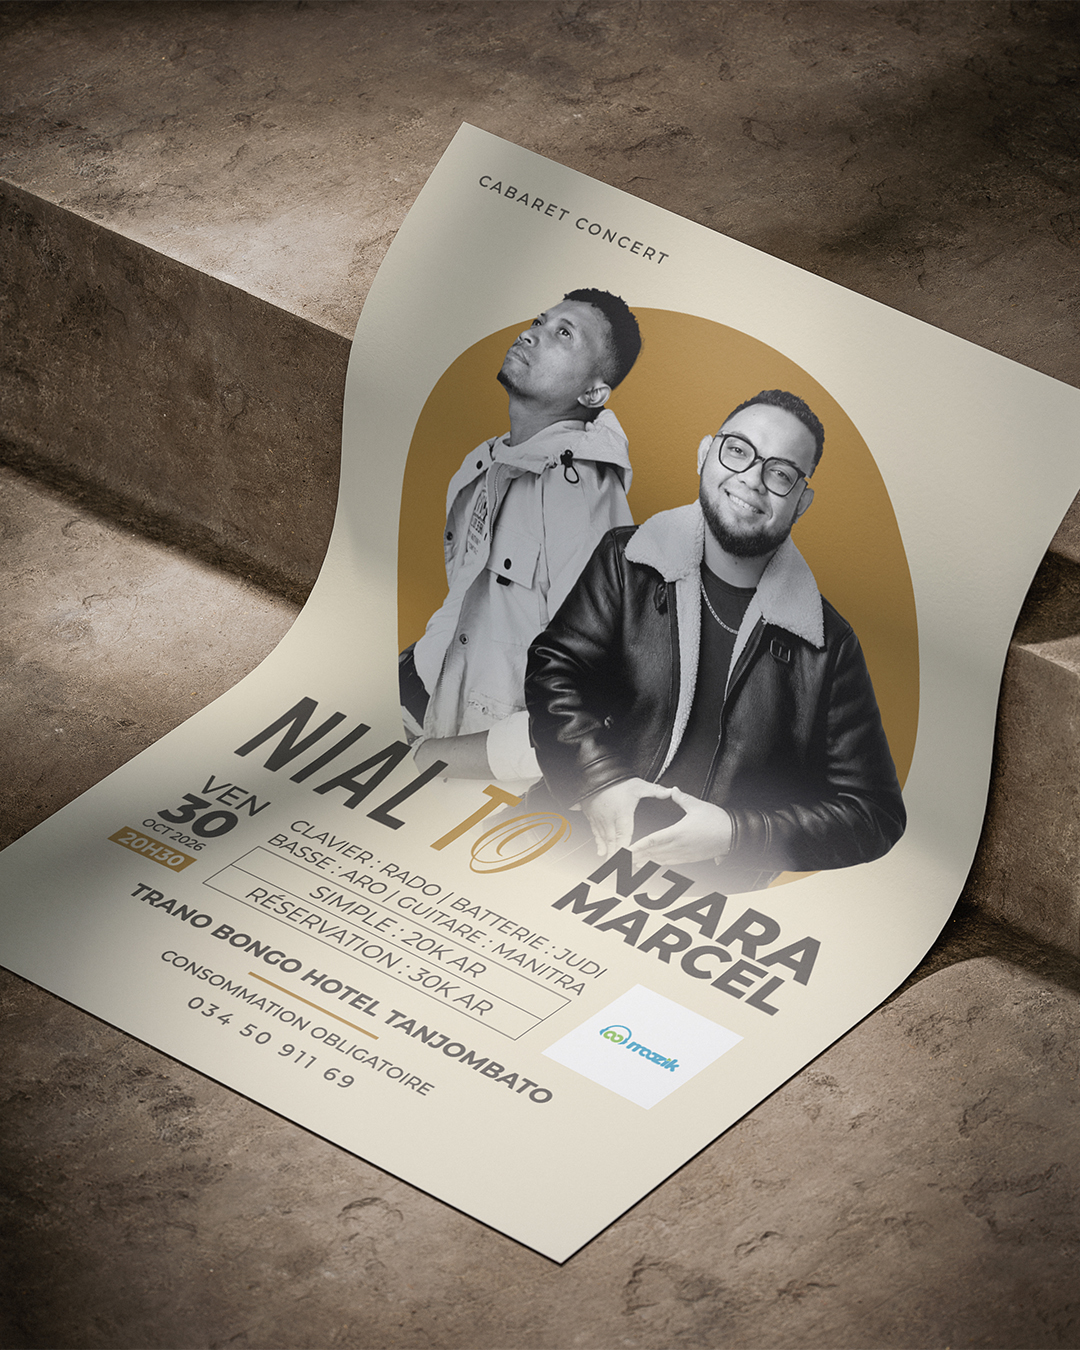 CABARET CONCERT
NIAL TO
NJARA
MARCEL
VEN
30
OCT 2026
20H30
CLAVIER : RADO | BATTERIE : JUDI
BASSE : ARO | GUITARE : MANITRA
SIMPLE : 20K AR
RÉSERVATION : 30K AR
TRANO BONGO HOTEL TANJOMBATO
CONSOMMATION OBLIGATOIRE
034 50 911 69
moozik